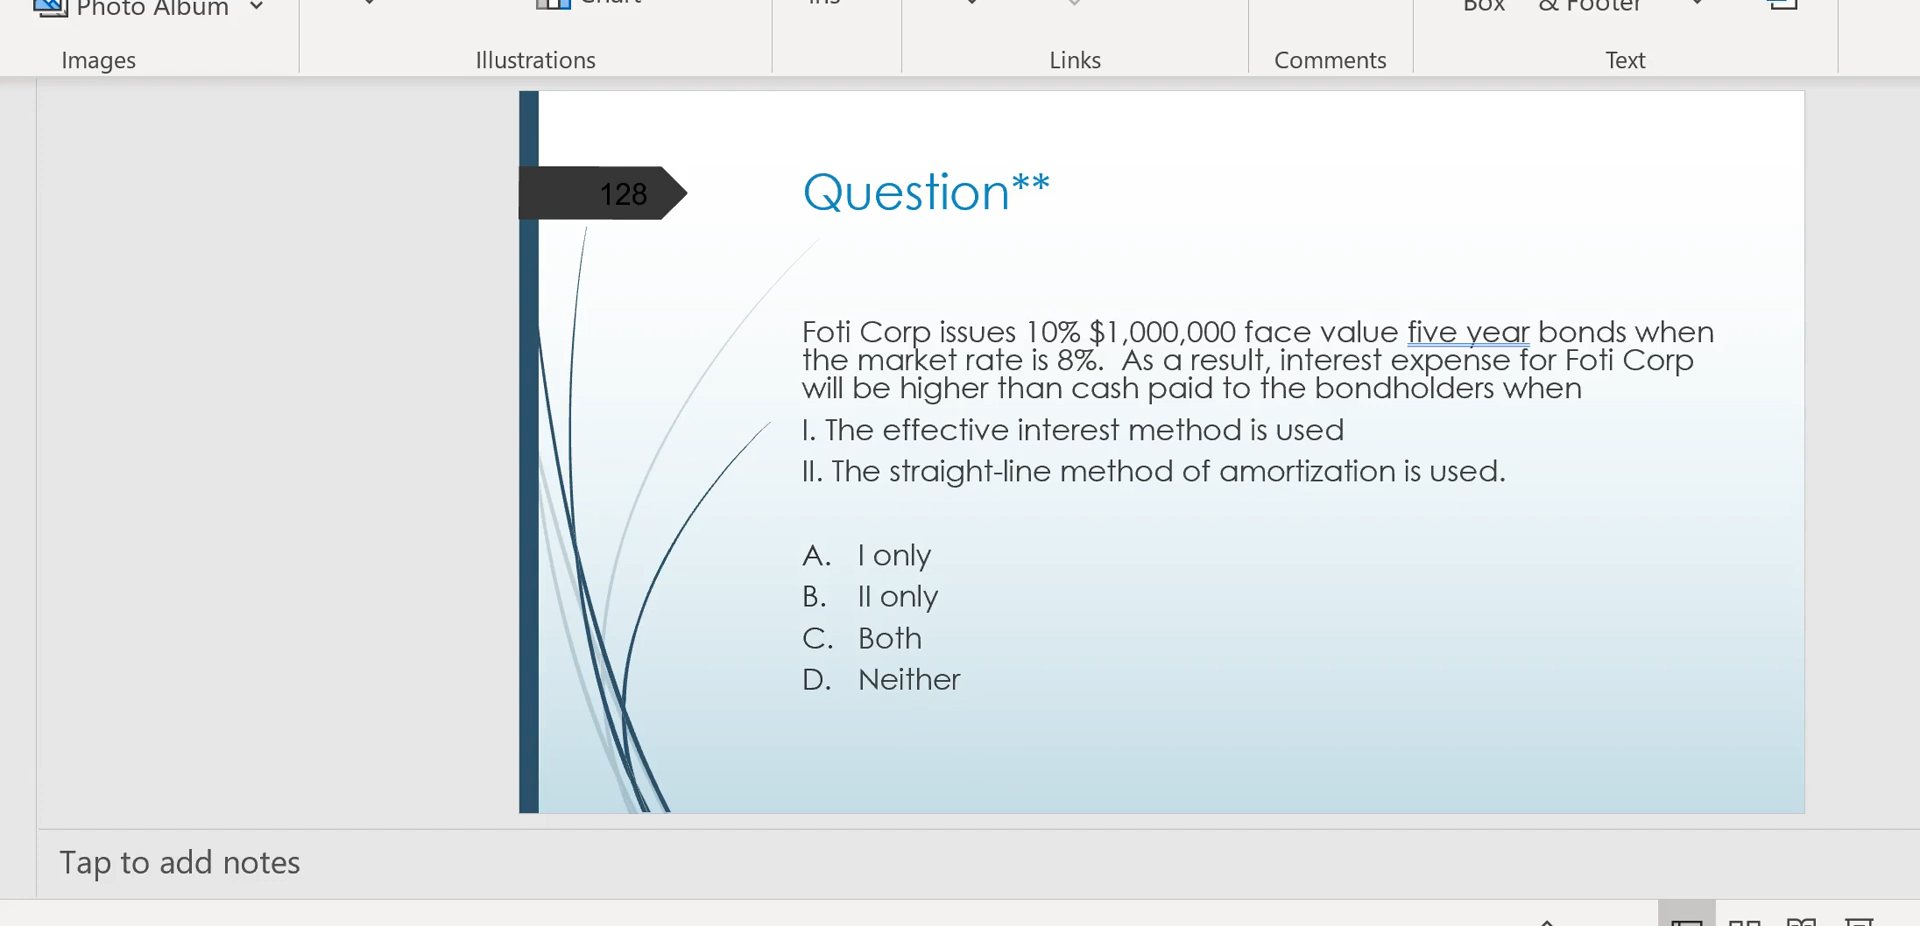 Photo Album
Chart
Ins
Box & Footer
Images
Illustrations
Links
Comments
Text
128
Question**
Foti Corp issues 10% $1,000,000 face value five year bonds when
the market rate is 8%.  As a result, interest expense for Foti Corp
will be higher than cash paid to the bondholders when
I. The effective interest method is used
II. The straight-line method of amortization is used.
A. I only
B. II only
C. Both
D. Neither
Tap to add notes